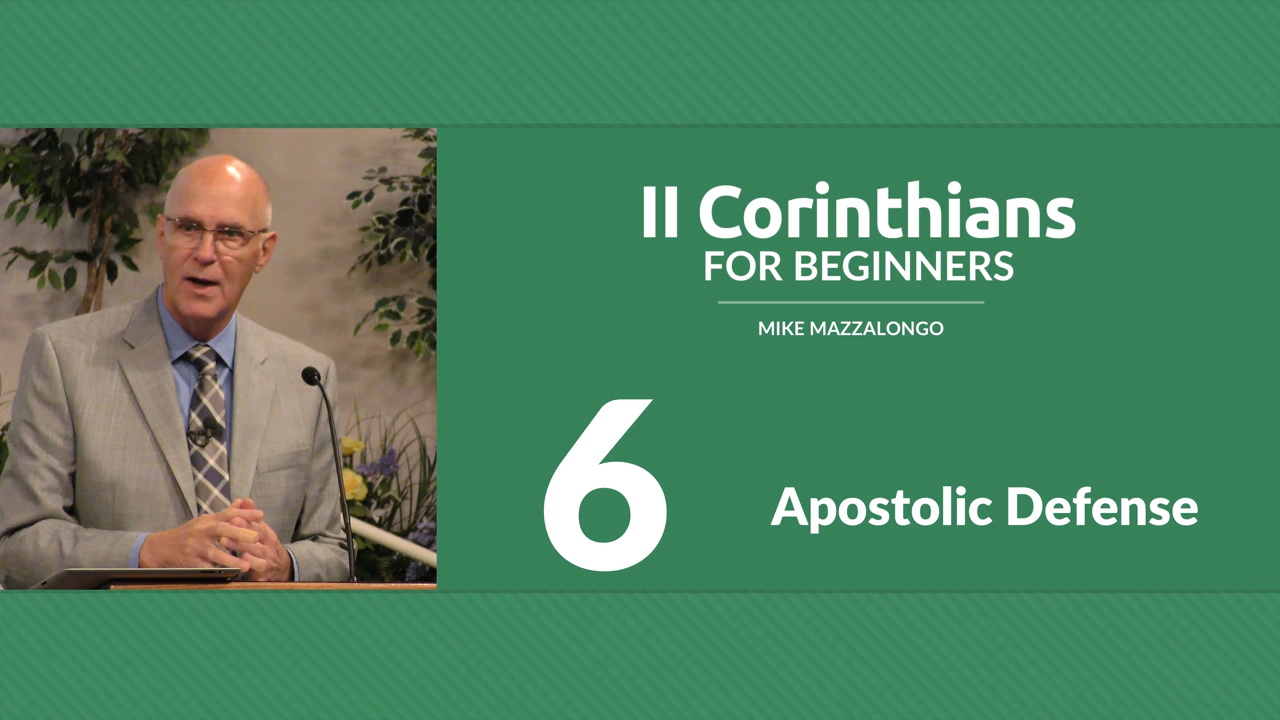 II Corinthians
FOR BEGINNERS
MIKE MAZZALONGO
6
Apostolic Defense